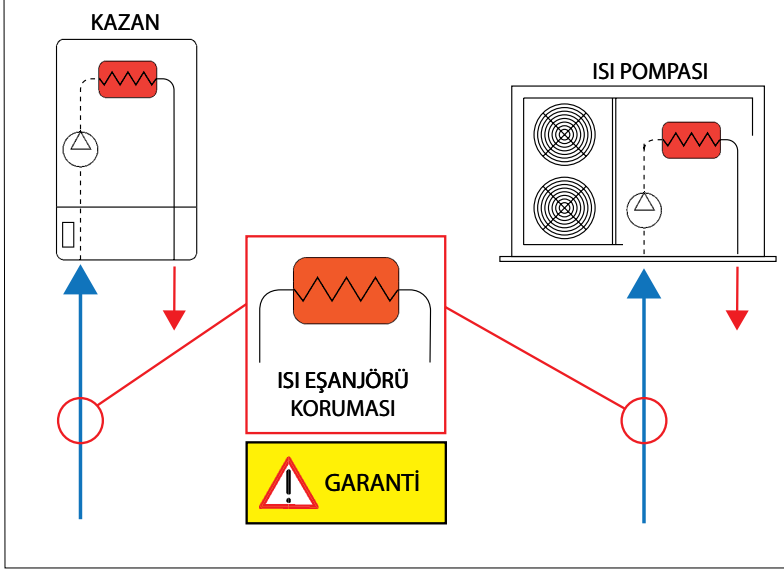 KAZAN
ISI POMPASI
ISI EŞANJÖRÜ
KORUMASI
GARANTİ